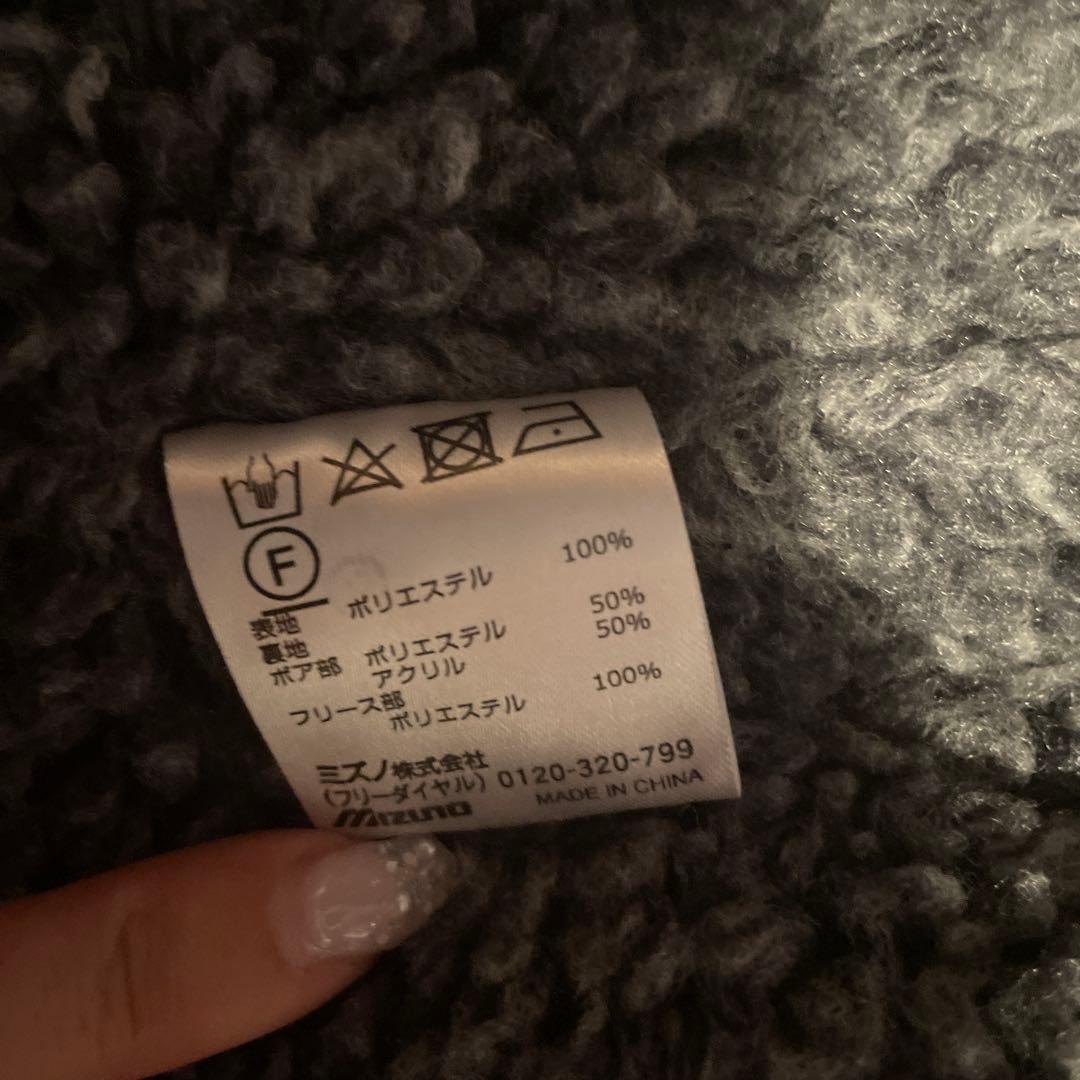 F
表地 ポリエステル 100%
裏地
ボア部 ポリエステル 50%
アクリル 50%
フリース部
ポリエステル 100%
ミズノ株式会社
(フリーダイヤル) 0120-320-799
mizuno MADE IN CHINA